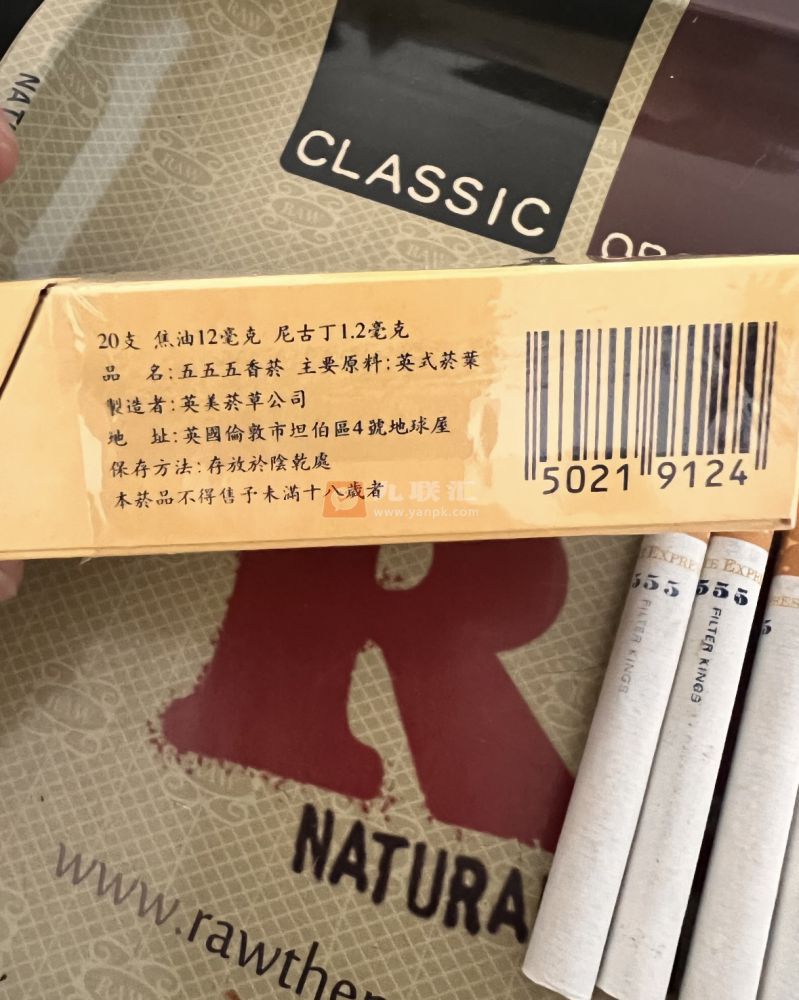 CLASSIC
20支 焦油12毫克 尼古丁1.2毫克
品 名:五五五香菸 主要原料:英式菸葉
製造者:英美菸草公司
地 址:英國倫敦市坦伯區4號地球屋
保存方法:存放於陰乾處
本菸品不得售予未滿十八歲者
5021 9124
九联汇
www.yanpk.com
555
FILTER KINGS
555
FILTER KINGS
R
NATURA
www.rawthe